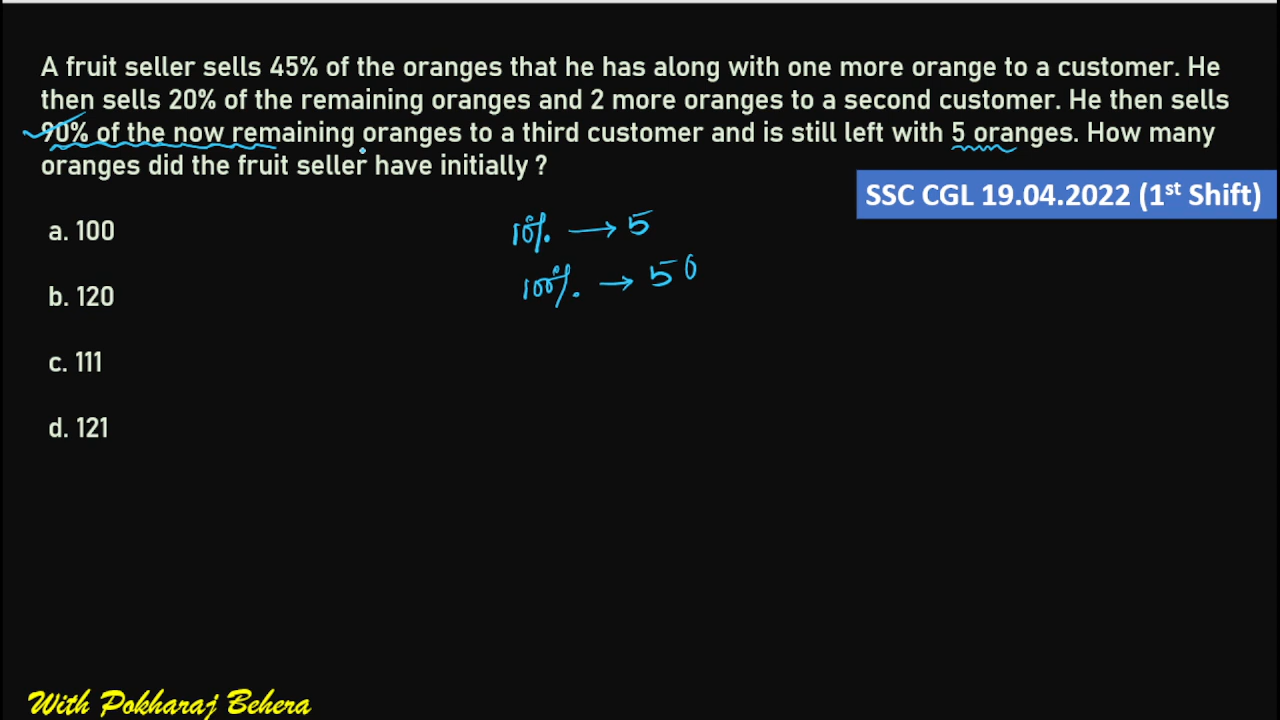 A fruit seller sells 45% of the oranges that he has along with one more orange to a customer. He
then sells 20% of the remaining oranges and 2 more oranges to a second customer. He then sells
90% of the now remaining oranges to a third customer and is still left with 5 oranges. How many
oranges did the fruit seller have initially ?
SSC CGL 19.04.2022 (1st Shift)
a. 100
10% → 5
100% → 50
b. 120
c. 111
d. 121
With Pokharaj Behera